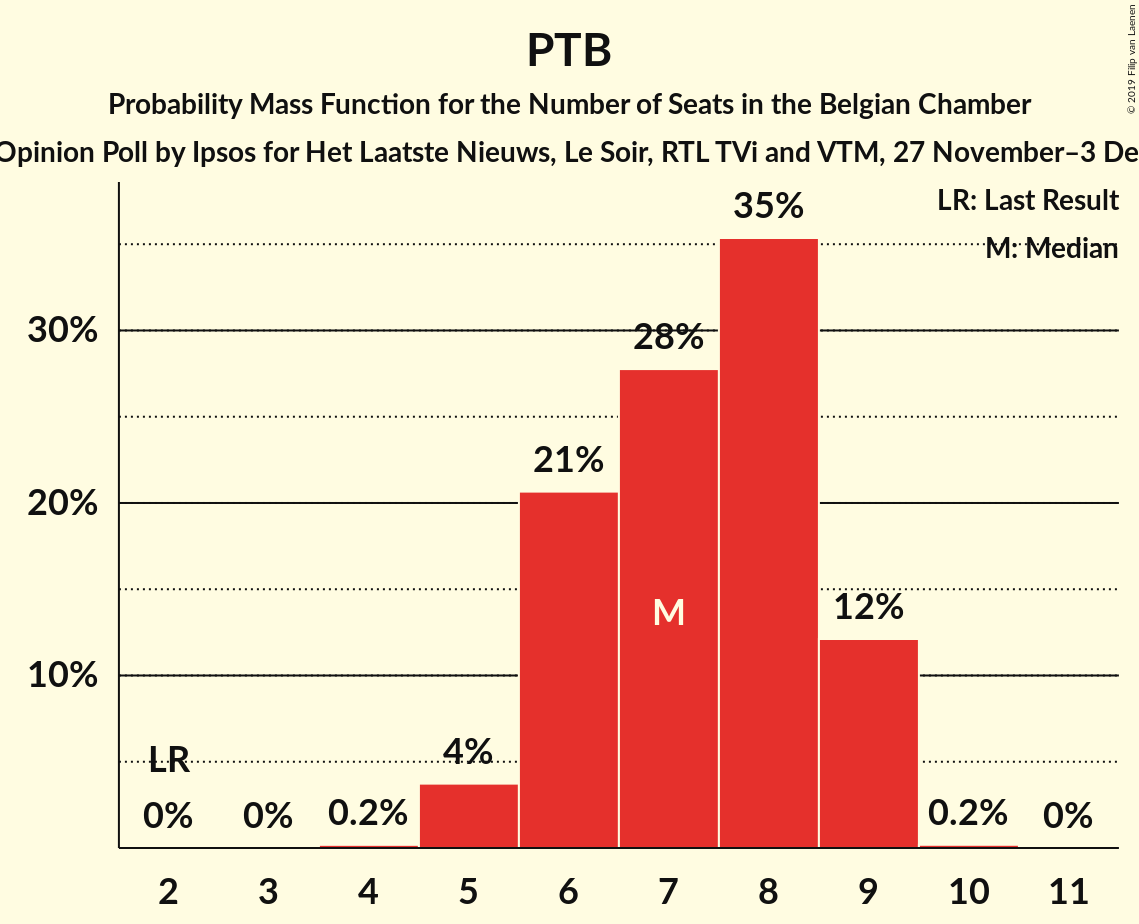 PTB
Probability Mass Function for the Number of Seats in the Belgian Chamber
Opinion Poll by Ipsos for Het Laatste Nieuws, Le Soir, RTL TVi and VTM, 27 November–3 De
© 2019 Filip van Laenen
LR: Last Result
M: Median
35%
30%
28%
21%
20%
M
12%
10%
LR
4%
0%
0%
0.2%
0.2%
0%
2 3 4 5 6 7 8 9 10 11